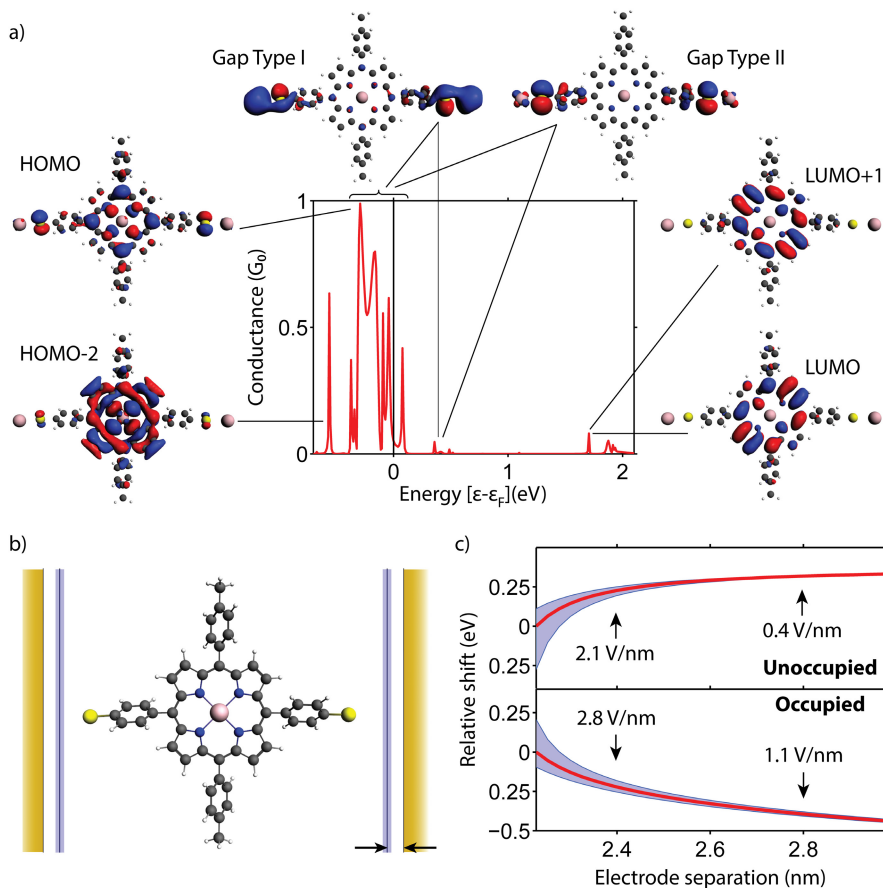 a)
Gap Type I
Gap Type II
HOMO
LUMO+1
HOMO-2
LUMO
1
0.5
0
Conductance (G0)
0
1
2
Energy [ε-εF](eV)
b)
c)
0.25
0
0.25
2.1 V/nm
0.4 V/nm
Unoccupied
Occupied
2.8 V/nm
1.1 V/nm
0
0.25
−0.5
Relative shift (eV)
2.4
2.6
2.8
Electrode separation (nm)